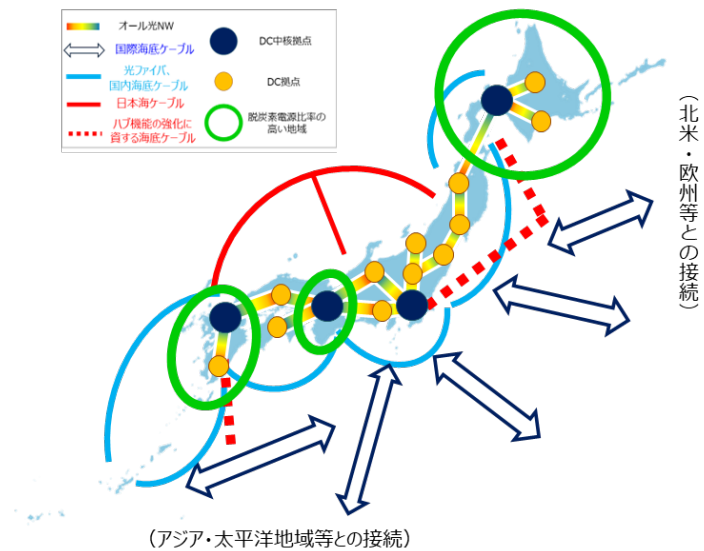 オール光NW
国際海底ケーブル
光ファイバ、
国内海底ケーブル
日本海ケーブル
ハブ機能の強化に
資する海底ケーブル
DC中核拠点
DC拠点
脱炭素電源比率の
高い地域
（北米・欧州等との接続）
（アジア・太平洋地域等との接続）